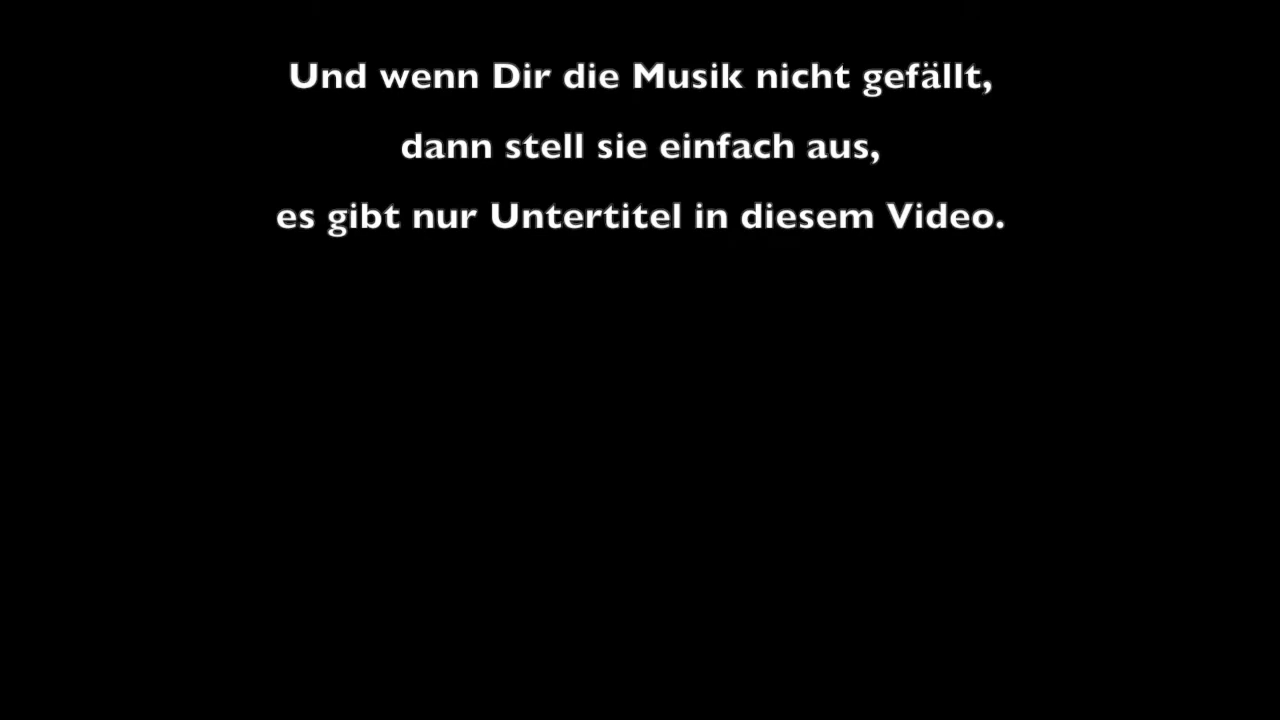 Und wenn Dir die Musik nicht gefällt,
dann stell sie einfach aus,
es gibt nur Untertitel in diesem Video.